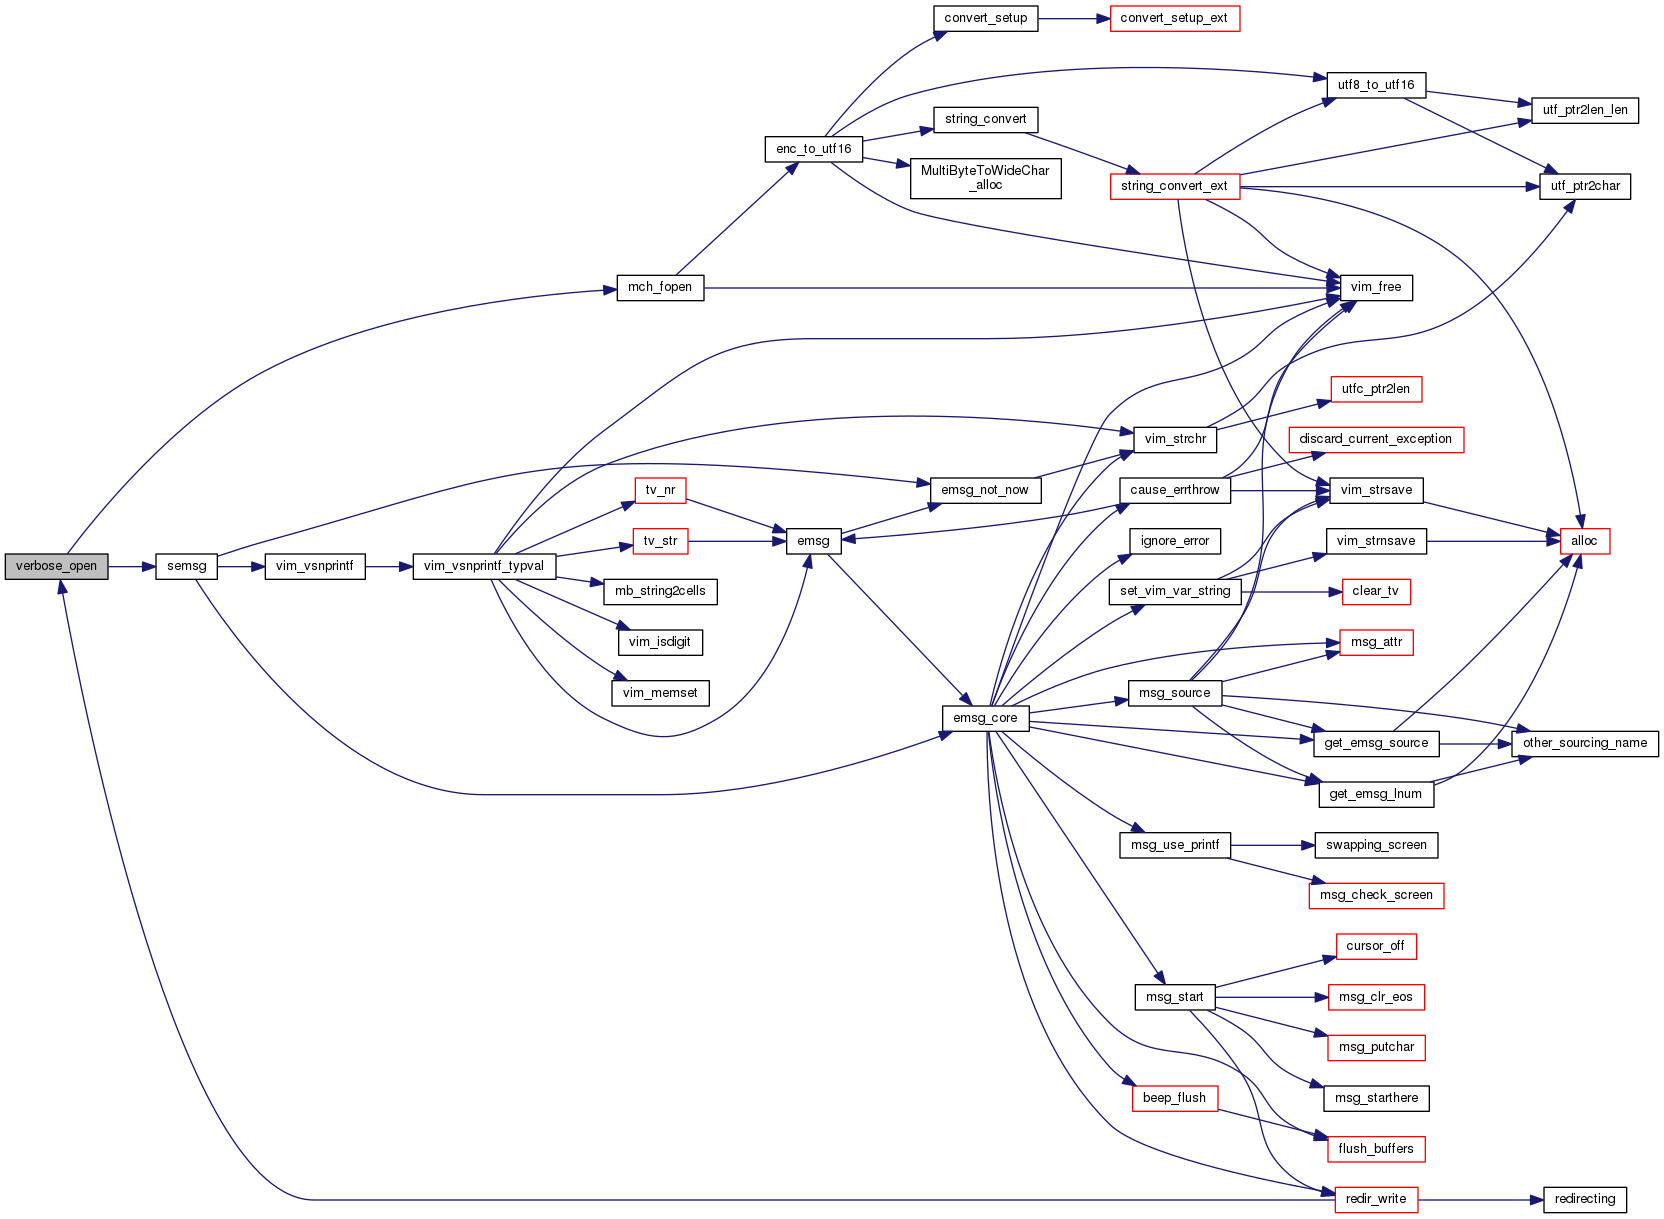 convert_setup
convert_setup_ext
utf8_to_utf16
utf_ptr2len_len
string_convert
enc_to_utf16
MultiByteToWideChar
_alloc
string_convert_ext
utf_ptr2char
mch_fopen
vim_free
utfc_ptr2len
vim_strchr
discard_current_exception
tv_nr
emsg_not_now
cause_errthrow
vim_strsave
verbose_open
semsg
vim_vsnprintf
vim_vsnprintf_typval
tv_str
emsg
ignore_error
vim_strnsave
alloc
mb_string2cells
set_vim_var_string
clear_tv
vim_isdigit
msg_attr
vim_memset
msg_source
emsg_core
get_emsg_source
other_sourcing_name
get_emsg_lnum
msg_use_printf
swapping_screen
msg_check_screen
cursor_off
msg_start
msg_clr_eos
msg_putchar
beep_flush
msg_starthere
flush_buffers
redir_write
redirecting